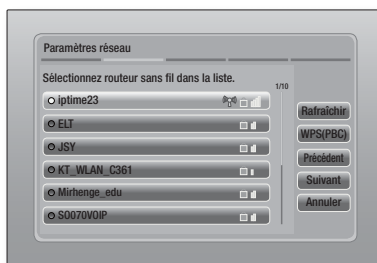 Paramètres réseau
Sélectionnez routeur sans fil dans la liste.
1/10
iptime23
ELT
JSY
KT_WLAN_C361
Mirhenge_edu
SO070VOIP
Rafraîchir
WPS(PBC)
Précédent
Suivant
Annuler